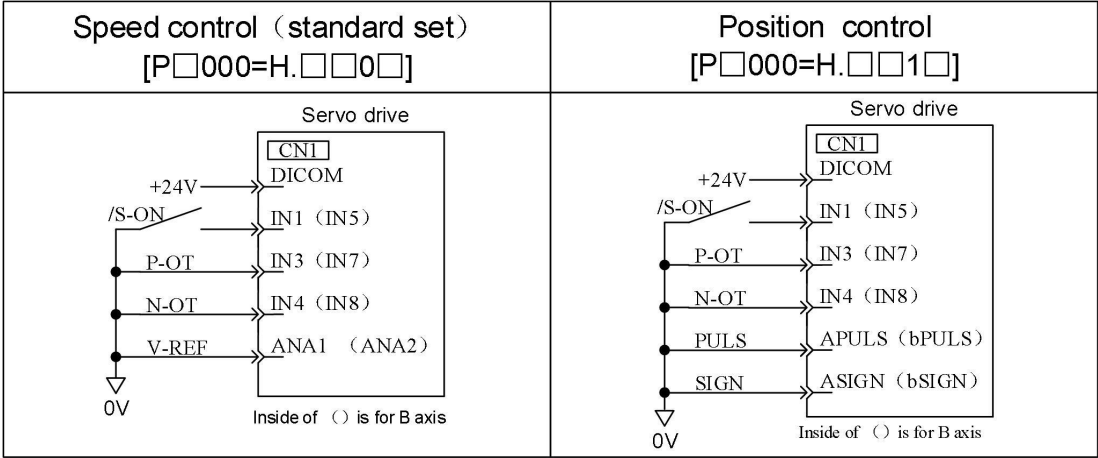 Speed control（standard set）
[P□000=H.□□0□]
Position control
[P□000=H.□□1□]
Servo drive
CN1
DICOM
+24V
/S-ON
IN1（IN5）
P-OT
IN3（IN7）
N-OT
IN4（IN8）
V-REF
ANA1 （ANA2）
0V
Inside of （）is for B axis
Servo drive
CN1
DICOM
+24V
/S-ON
IN1（IN5）
P-OT
IN3（IN7）
N-OT
IN4（IN8）
PULS
APULS（bPULS）
SIGN
ASIGN（bSIGN）
0V
Inside of （）is for B axis